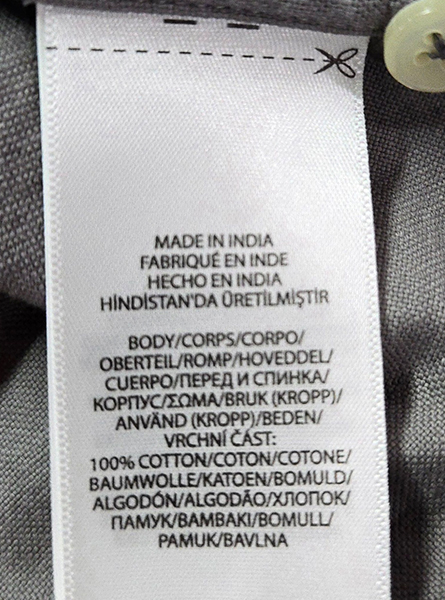 MADE IN INDIA
FABRIQUÉ EN INDE
HECHO EN INDIA
HİNDİSTAN'DA ÜRETİLMİŞTİR
BODY/CORPS/CORPO/
OBERTEIL/ROMP/HOVEDDEL/
CUERPO/ПЕРЕД И СПИНКА/
КОРПУС/ΣΩΜΑ/BRUK (KROPP)/
ANVÄND (KROPP)/BEDEN/
VRCHNÍ ČÁST:
100% COTTON/COTON/COTONE/
BAUMWOLLE/KATOEN/BOMULD/
ALGODÓN/ALGODÃO/ХЛОПОК/
ПАМУК/BAMBAKI/BOMULL/
PAMUK/BAVLNA